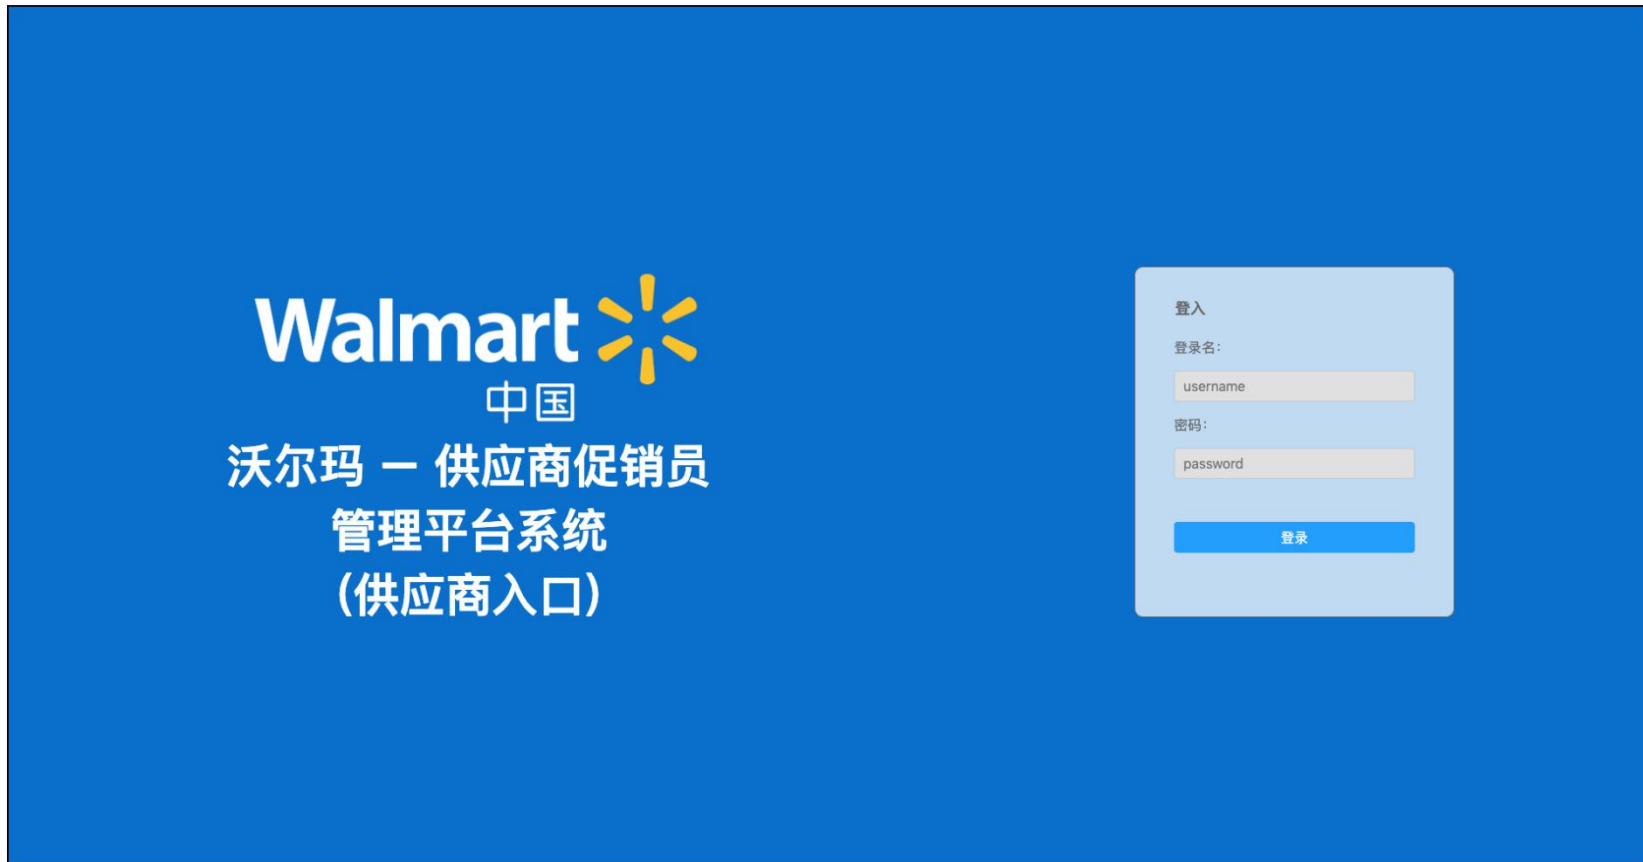 Walmart
中国
沃尔玛 － 供应商促销员
管理平台系统
（供应商入口）
登入
登录名：
username
密码：
password
登录